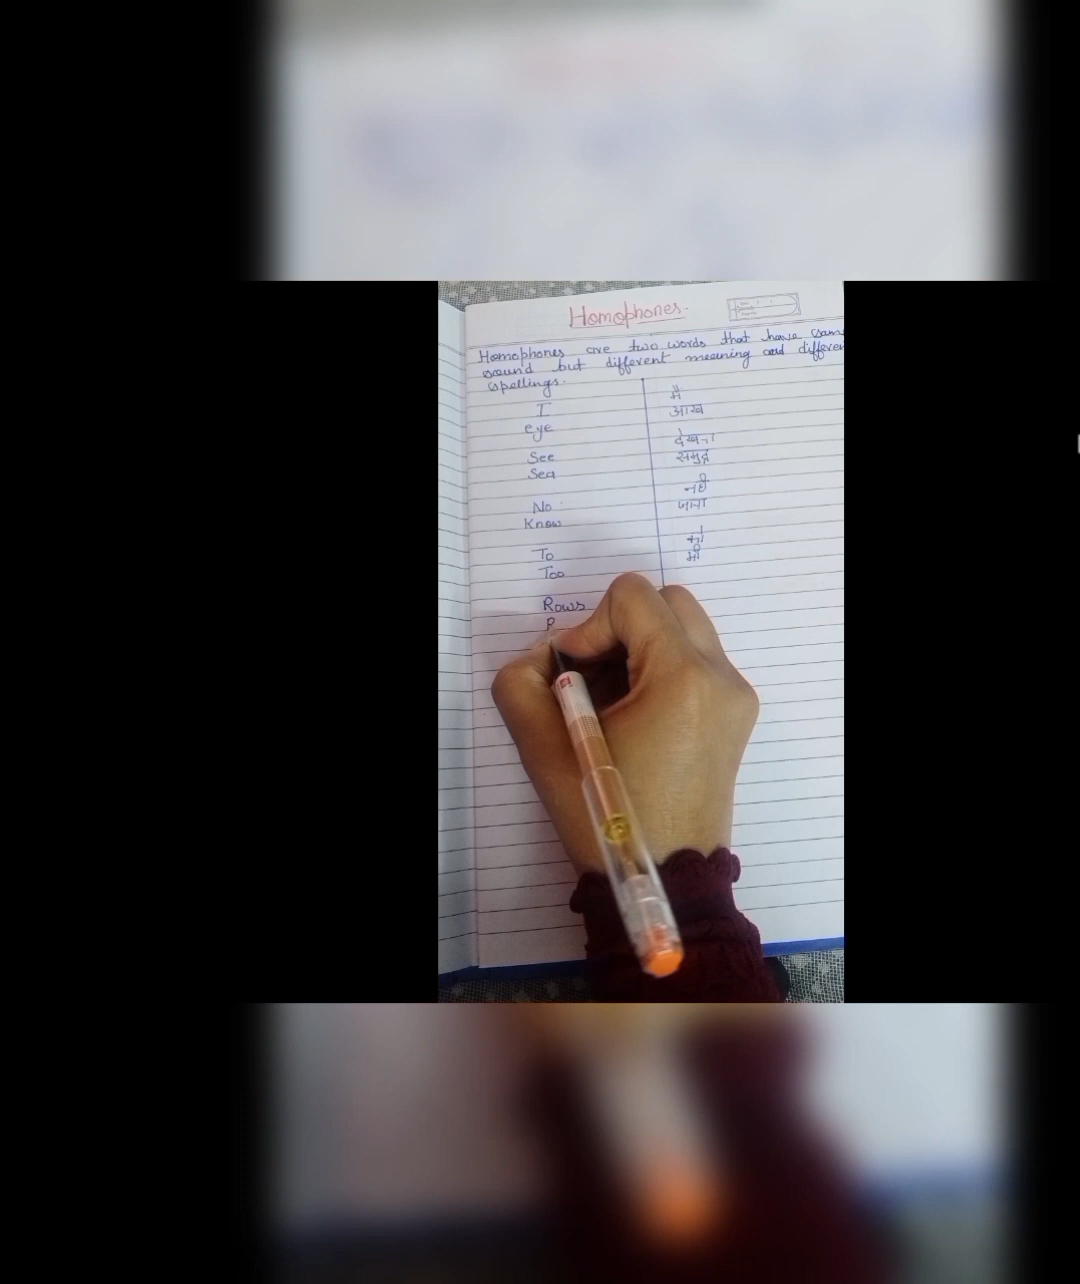 Homophones.
Homophones are two words that have same
sound but different meaning and different
spellings.
I मै
eye आख
See देखना
Sea समुद्र
No नही
Know जाना
To को
Too भी
Rows
R